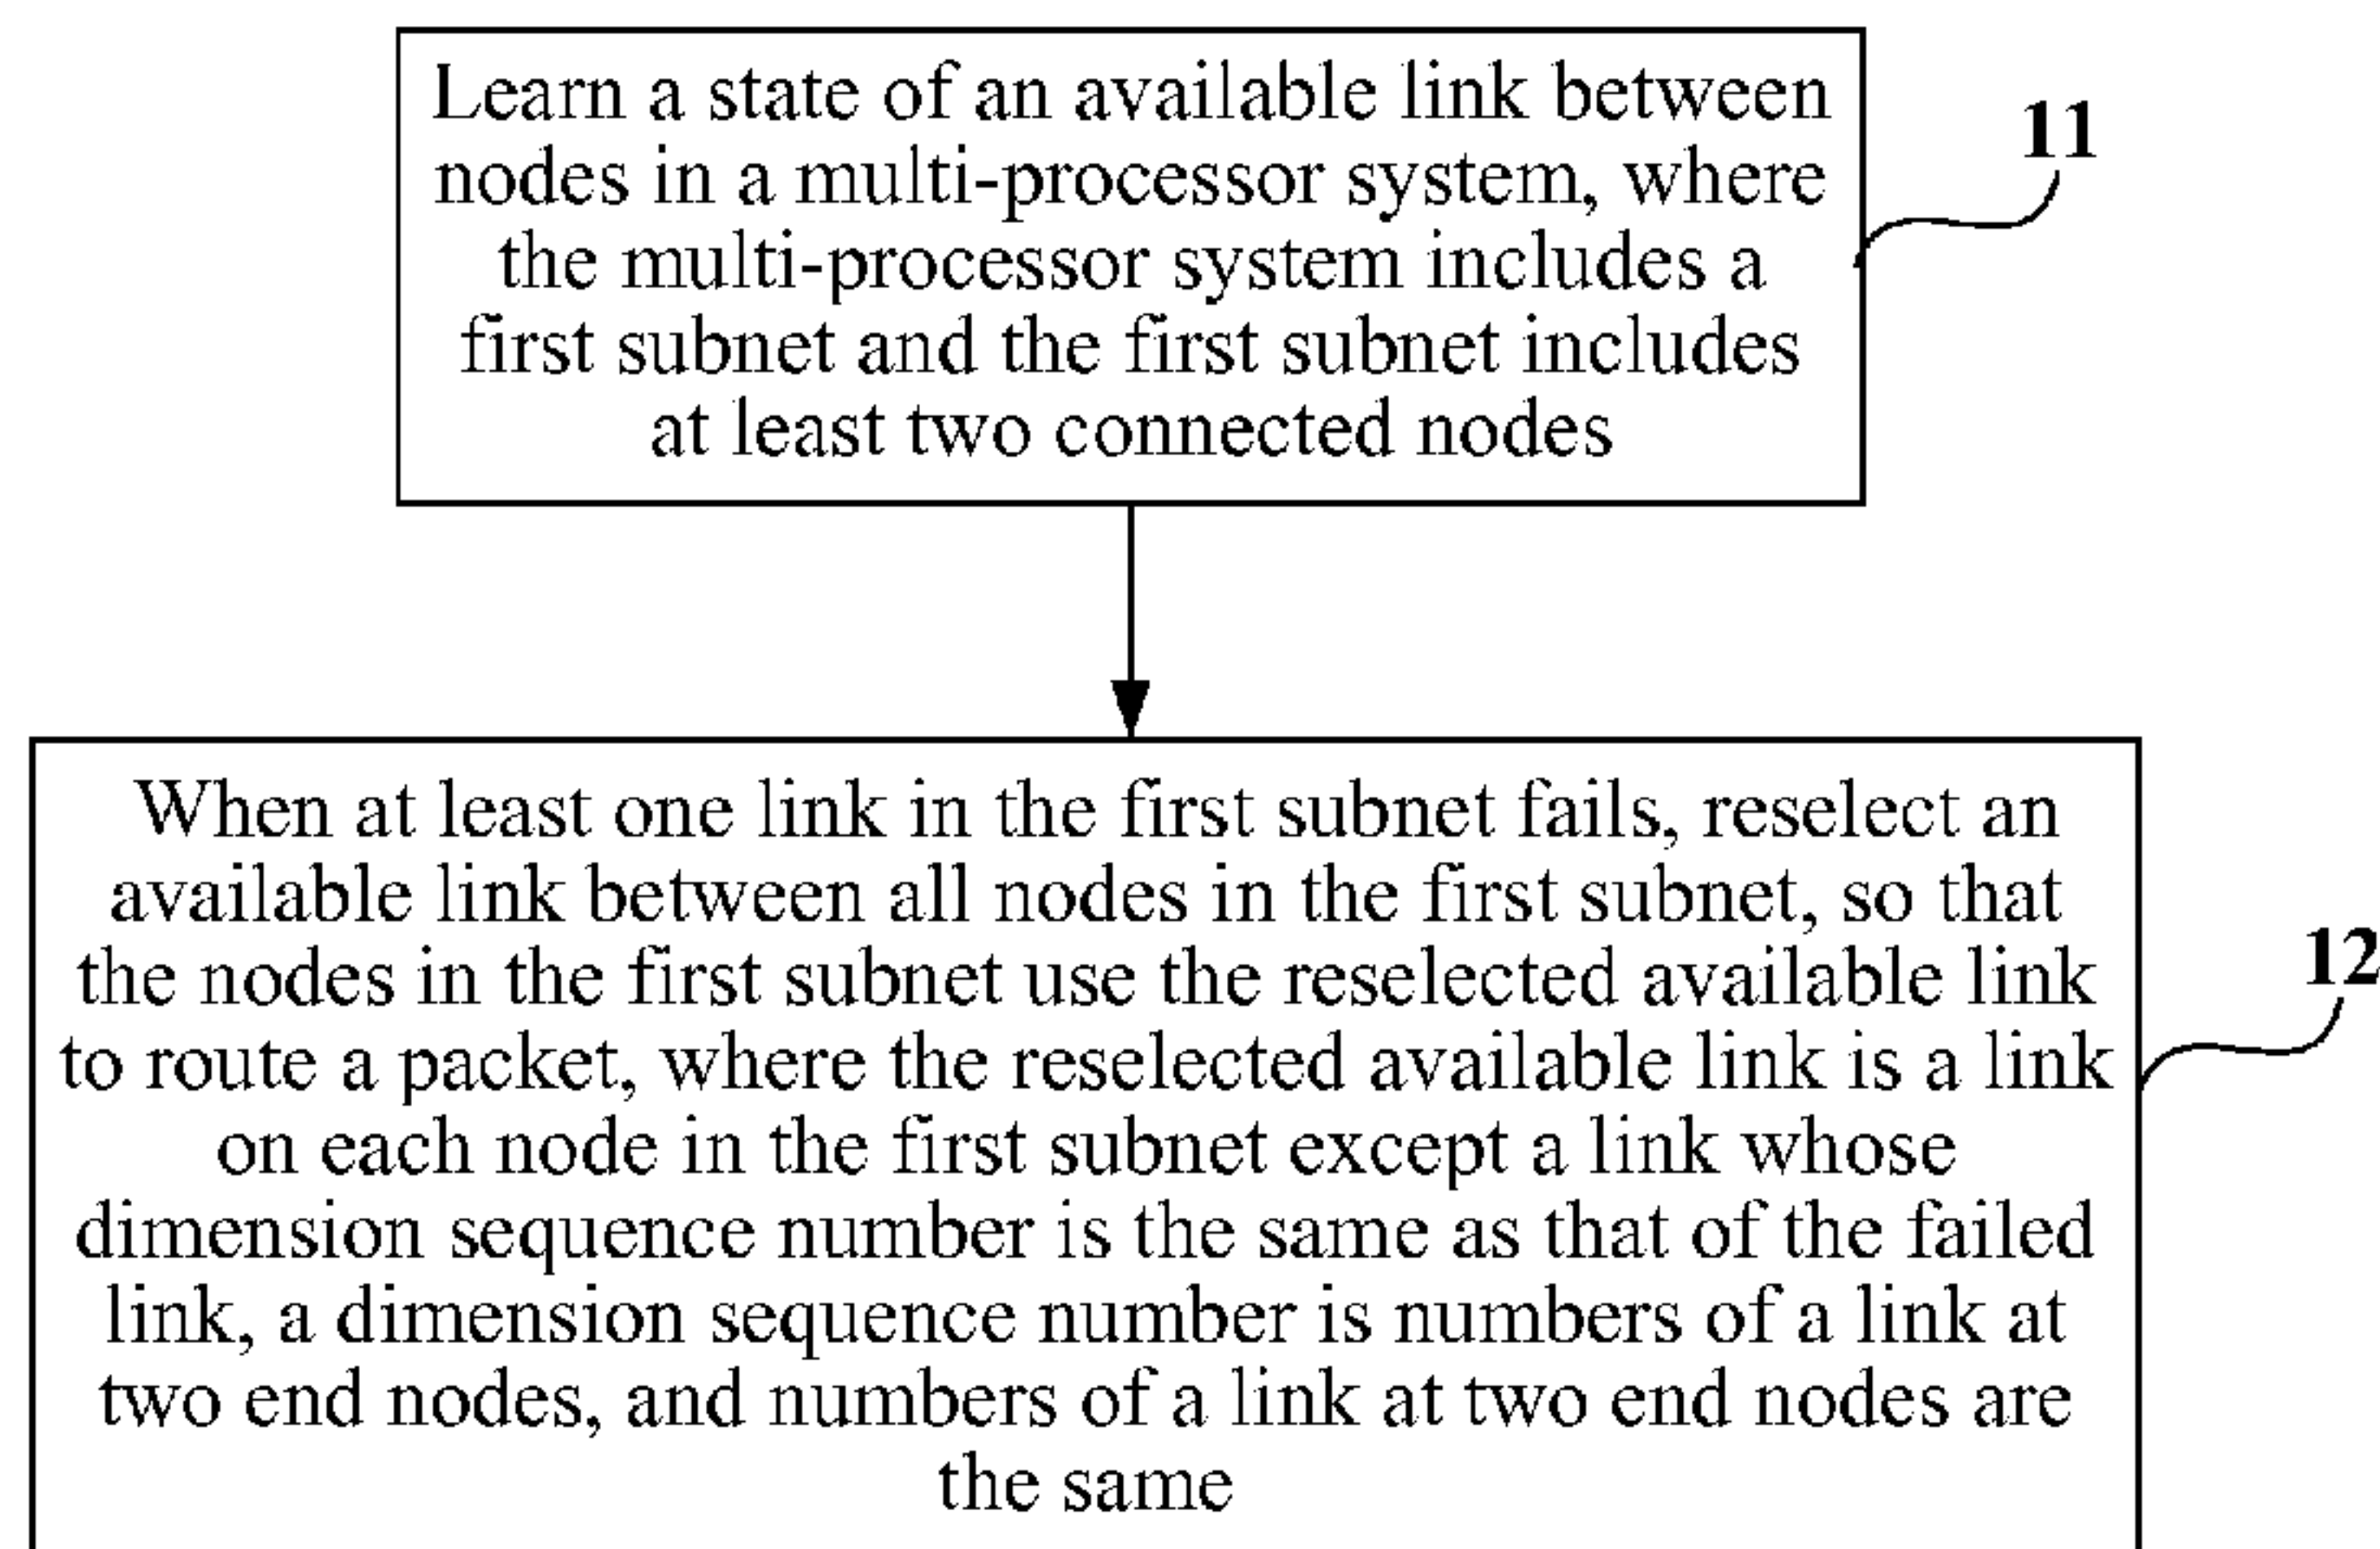 Learn a state of an available link between
nodes in a multi-processor system, where
the multi-processor system includes a
first subnet and the first subnet includes
at least two connected nodes
11
When at least one link in the first subnet fails, reselect an
available link between all nodes in the first subnet, so that
the nodes in the first subnet use the reselected available link
to route a packet, where the reselected available link is a link
on each node in the first subnet except a link whose
dimension sequence number is the same as that of the failed
link, a dimension sequence number is numbers of a link at
two end nodes, and numbers of a link at two end nodes are
the same
12